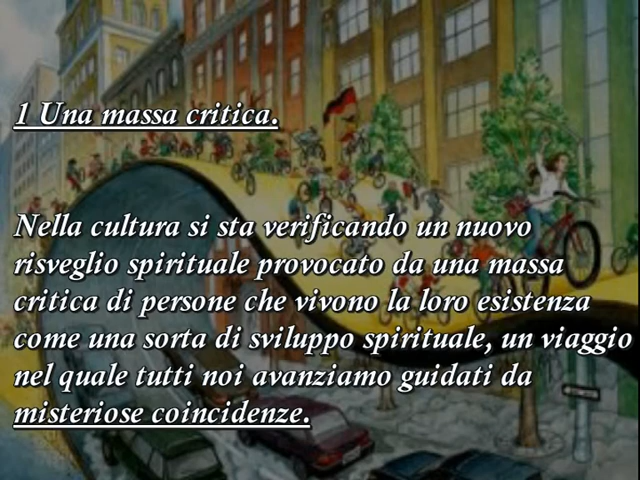 1 Una massa critica.
Nella cultura si sta verificando un nuovo
risveglio spirituale provocato da una massa
critica di persone che vivono la loro esistenza
come una sorta di sviluppo spirituale, un viaggio
nel quale tutti noi avanziamo guidati da
misteriose coincidenze.